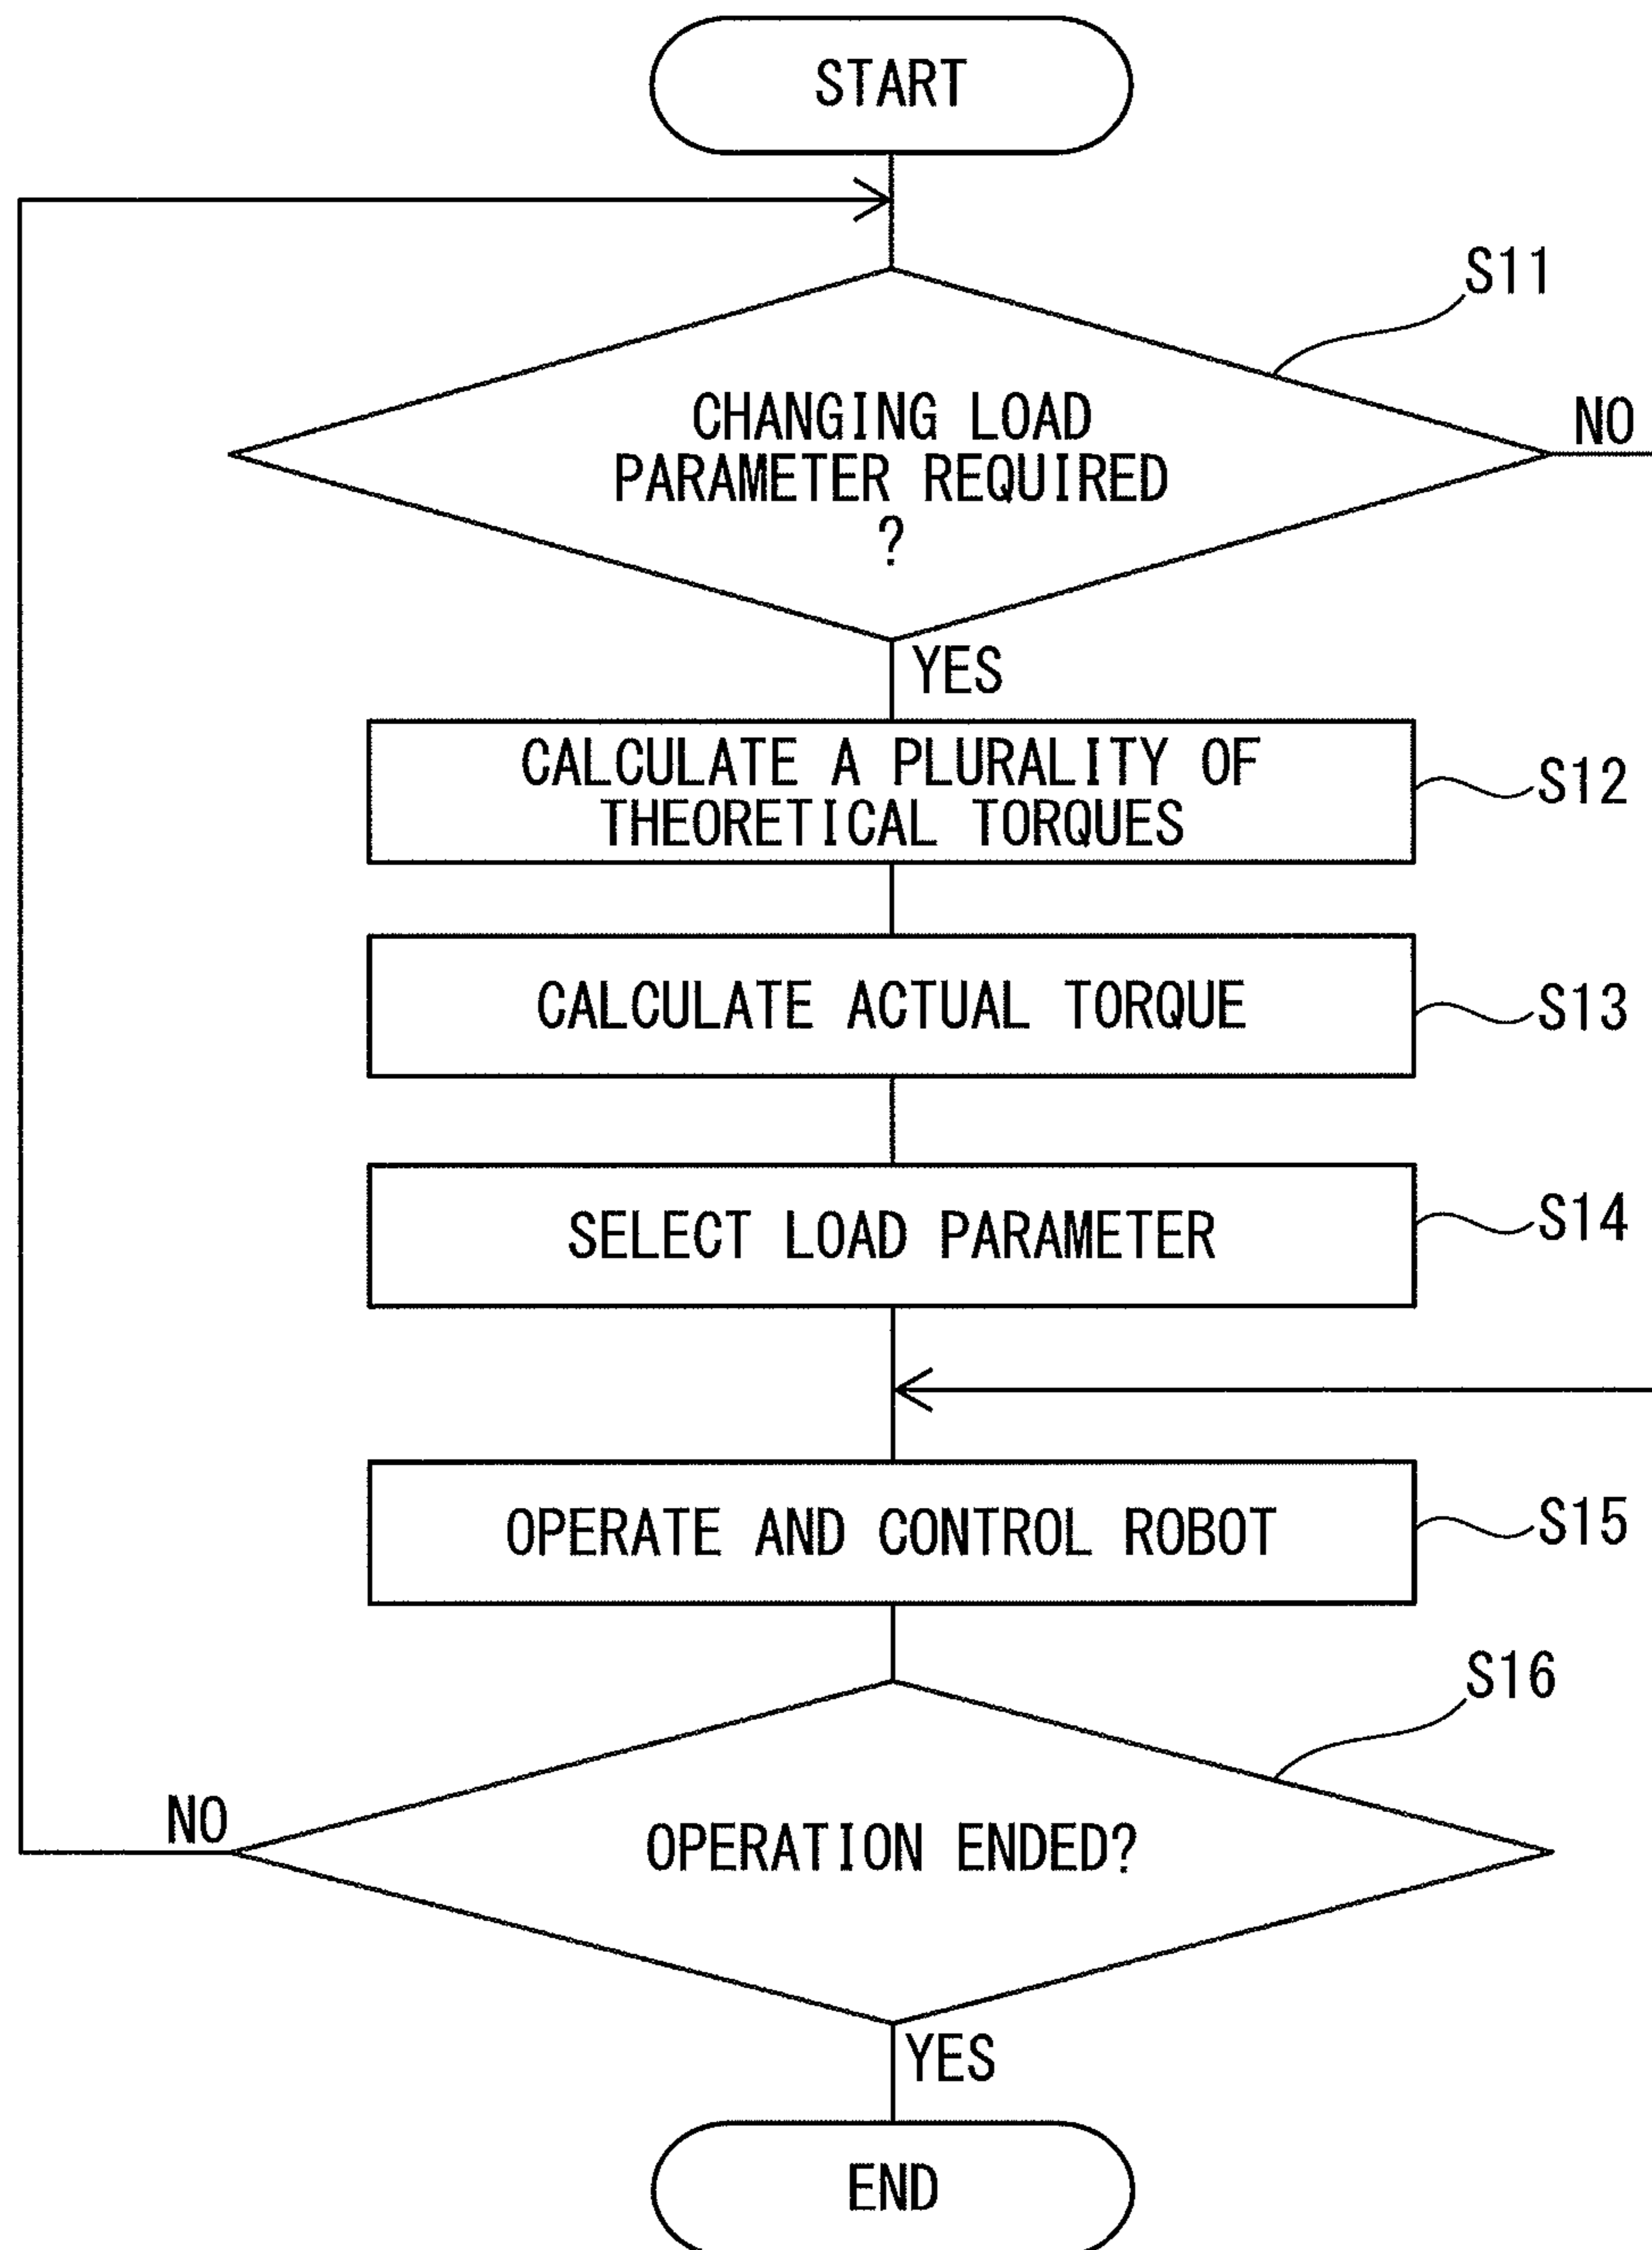 START
S11
CHANGING LOAD
PARAMETER REQUIRED
?
NO
YES
CALCULATE A PLURALITY OF
THEORETICAL TORQUES
S12
CALCULATE ACTUAL TORQUE
S13
SELECT LOAD PARAMETER
S14
OPERATE AND CONTROL ROBOT
S15
S16
NO
OPERATION ENDED?
YES
END